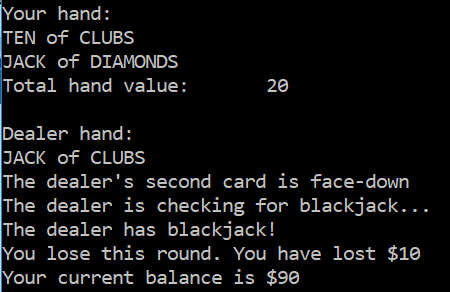 Your hand:
TEN of CLUBS
JACK of DIAMONDS
Total hand value: 20
Dealer hand:
JACK of CLUBS
The dealer's second card is face-down
The dealer is checking for blackjack...
The dealer has blackjack!
You lose this round. You have lost $10
Your current balance is $90